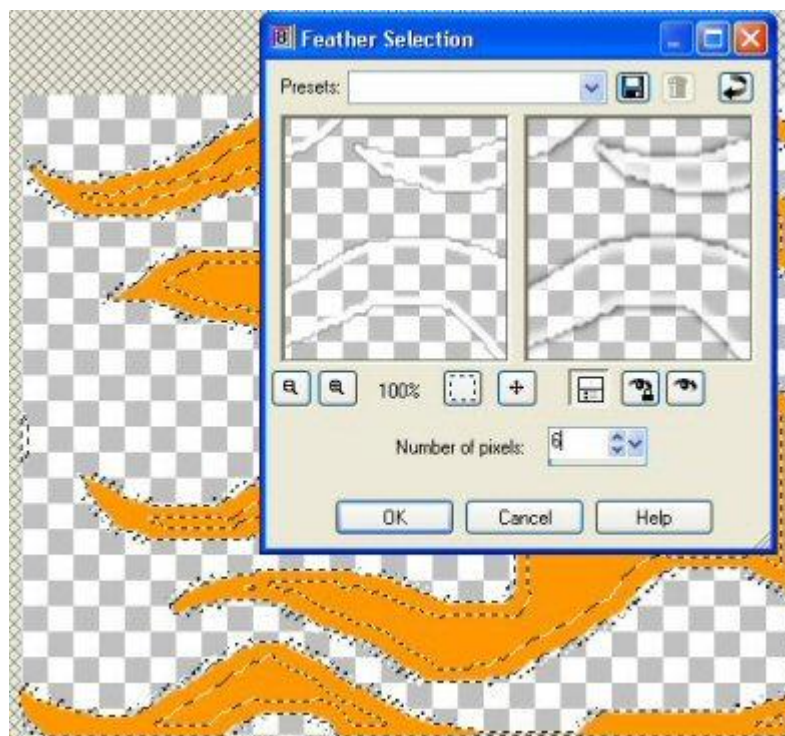 Feather Selection
Presets:
100%
Number of pixels: 6
OK Cancel Help